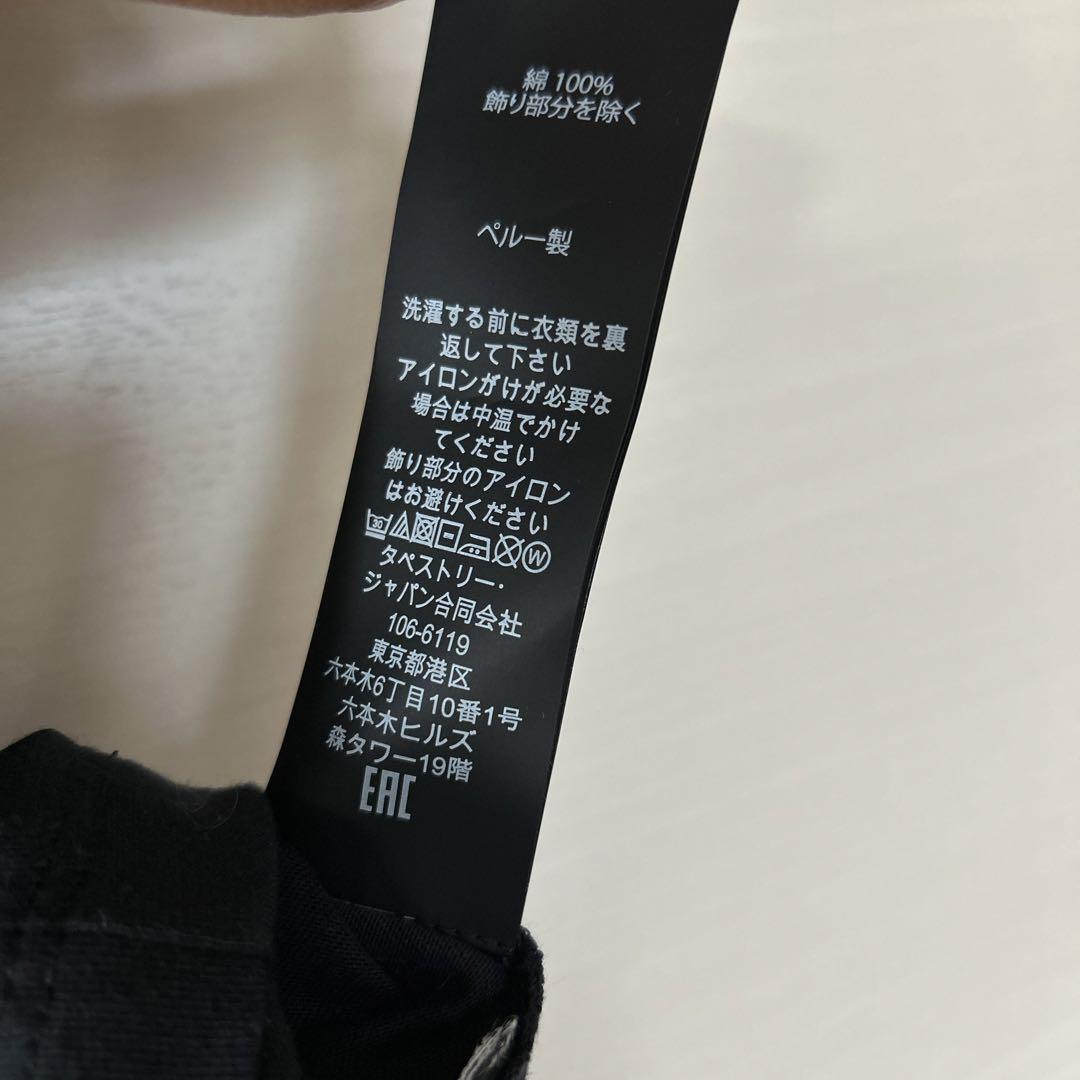 綿 100%
飾り部分を除く
ペルー製
洗濯する前に衣類を裏
返して下さい
アイロンがけが必要な
場合は中温でかけ
てください
飾り部分のアイロン
はお避けください
30 W
タペストリー・
ジャパン合同会社
106-6119
東京都港区
六本木6丁目10番1号
六本木ヒルズ
森タワー19階
EAC